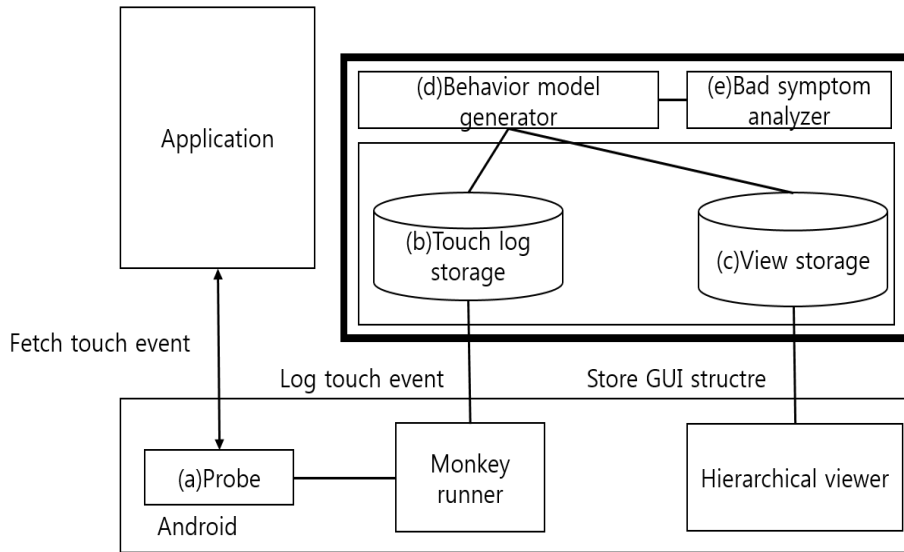 Application
(d)Behavior model
generator
(e)Bad symptom
analyzer
(b)Touch log
storage
(c)View storage
Fetch touch event
Log touch event
Store GUI structre
(a)Probe
Monkey
runner
Hierarchical viewer
Android